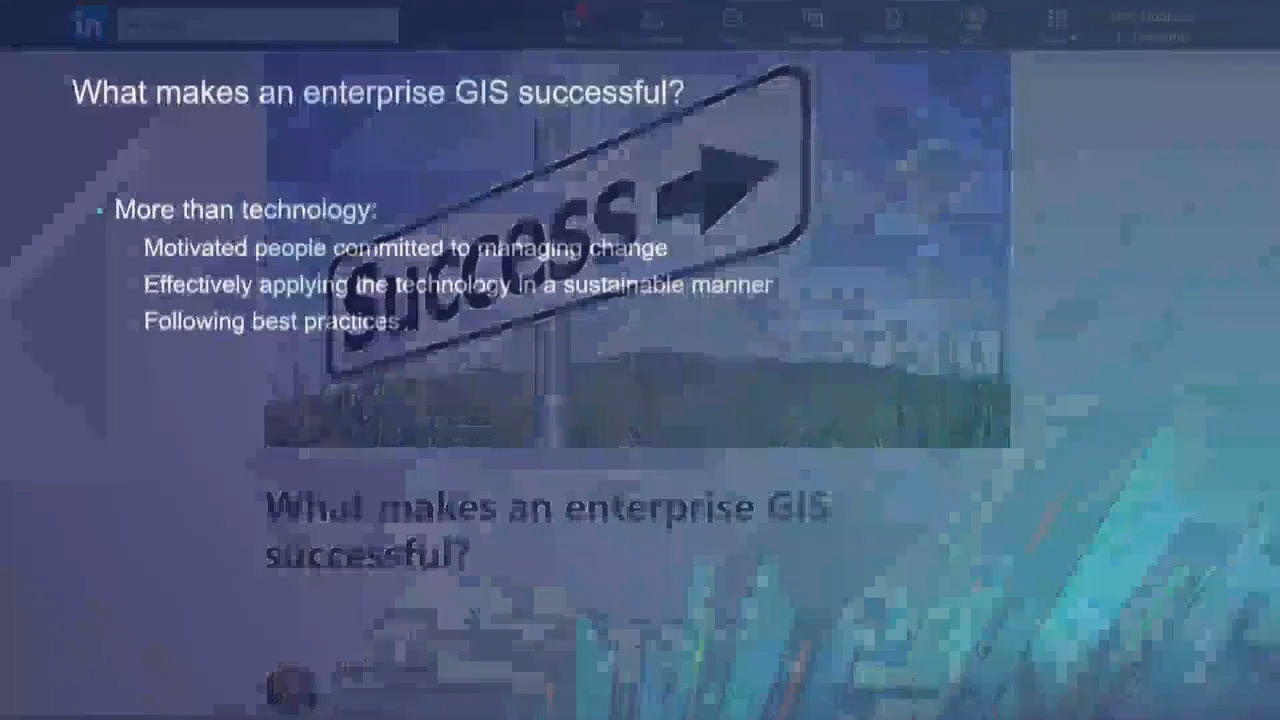 in
What makes an enterprise GIS successful?
Success
More than technology:
Motivated people committed to managing change
Effectively applying the technology in a sustainable manner
Following best practices
What makes an enterprise GIS
successful?